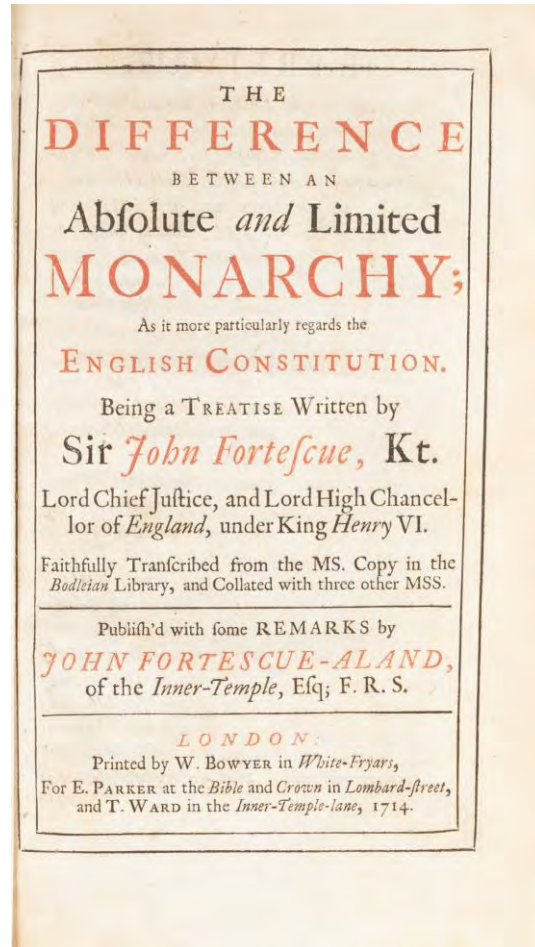 THE
DIFFERENCE
BETWEEN AN
Abſolute and Limited
MONARCHY;
As it more particularly regards the
ENGLISH CONSTITUTION.
Being a TREATISE Written by
Sir John Forteſcue, Kt.
Lord Chief Juſtice, and Lord High Chancel-
lor of England, under King Henry VI.
Faithfully Tranſcribed from the MS. Copy in the
Bodleian Library, and Collated with three other MSS.
Publiſh'd with ſome REMARKS by
JOHN FORTESCUE-ALAND,
of the Inner-Temple, Eſq; F. R. S.
LONDON:
Printed by W. BOWYER in White-Fryars,
For E. PARKER at the Bible and Crown in Lombard-ſtreet,
and T. WARD in the Inner-Temple-lane, 1714.